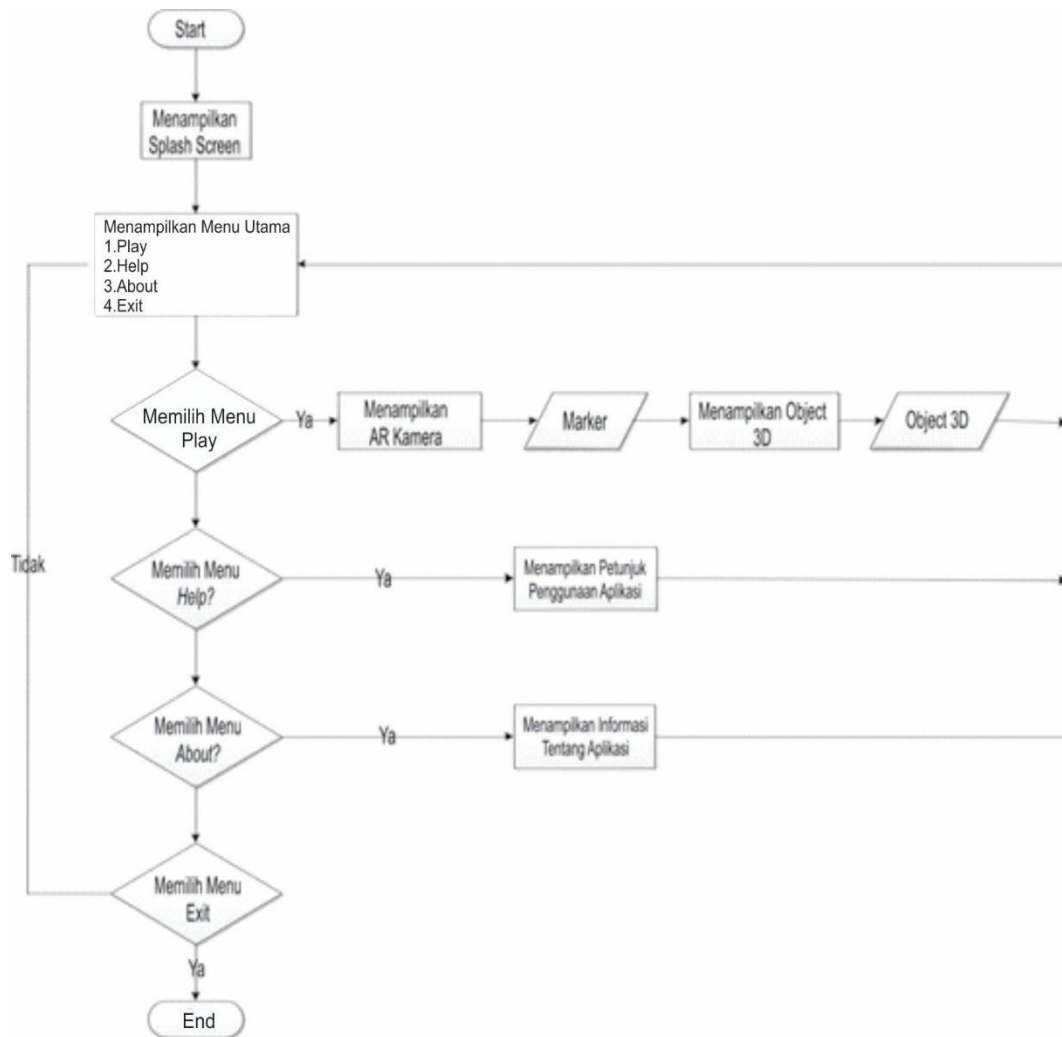 Start
Menampilkan
Splash Screen
Menampilkan Menu Utama
1.Play
2.Help
3.About
4.Exit
Memilih Menu
Play
Ya
Menampilkan
AR Kamera
Marker
Menampilkan Object
3D
Object 3D
Tidak
Memilih Menu
Help?
Ya
Menampilkan Petunjuk
Penggunaan Aplikasi
Memilih Menu
About?
Ya
Menampilkan Informasi
Tentang Aplikasi
Memilih Menu
Exit
Ya
End